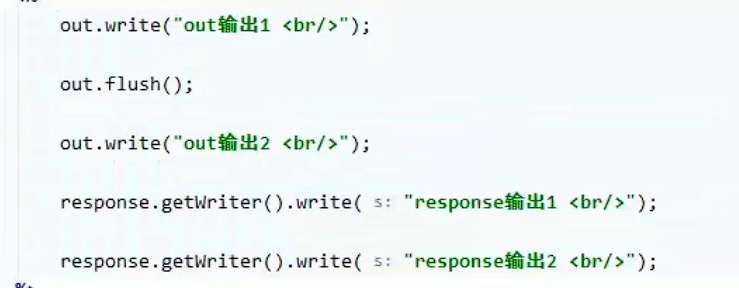 out.write("out输出1 <br/>");
out.flush();
out.write("out输出2 <br/>");
response.getWriter().write( s: "response输出1 <br/>");
response.getWriter().write( s: "response输出2 <br/>");